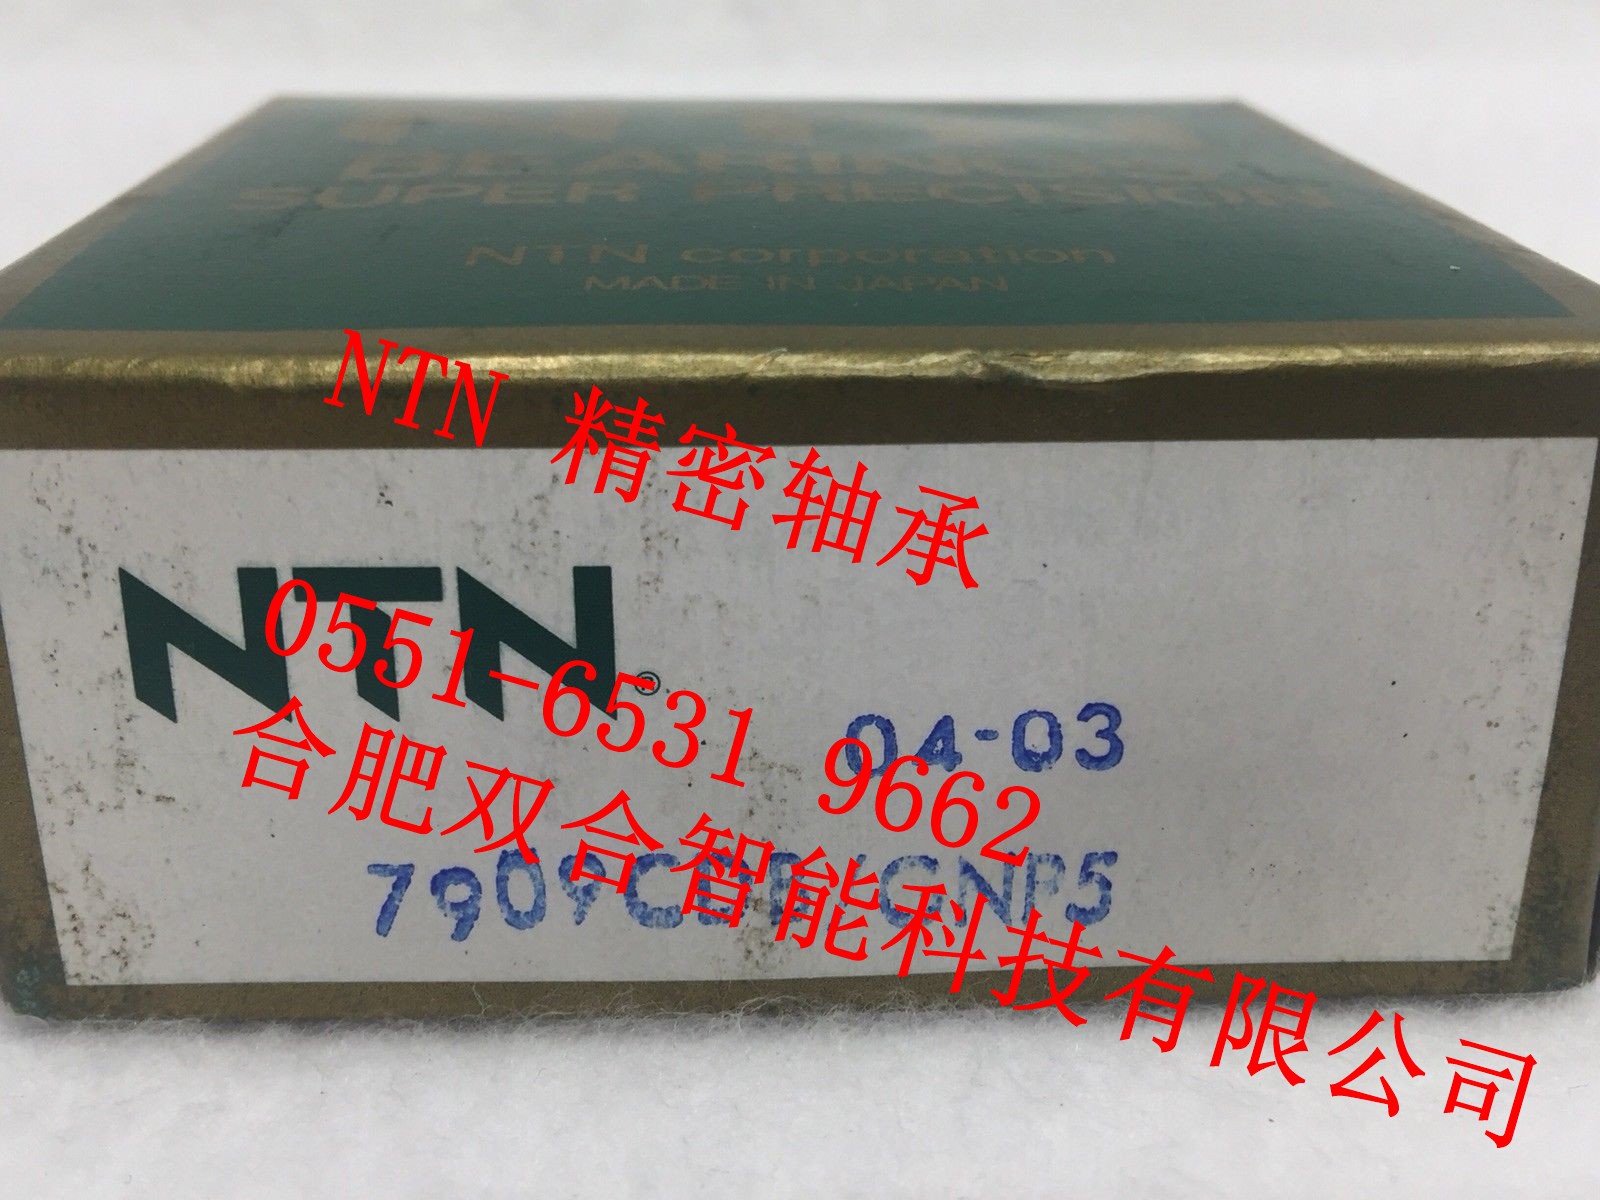 NTN
BEARINGS
SUPER PRECISION
NTN corporation
MADE IN JAPAN
NTN 精密轴承
NTN®
0551-6531 9662
04-03
合肥双合智能科技有限公司